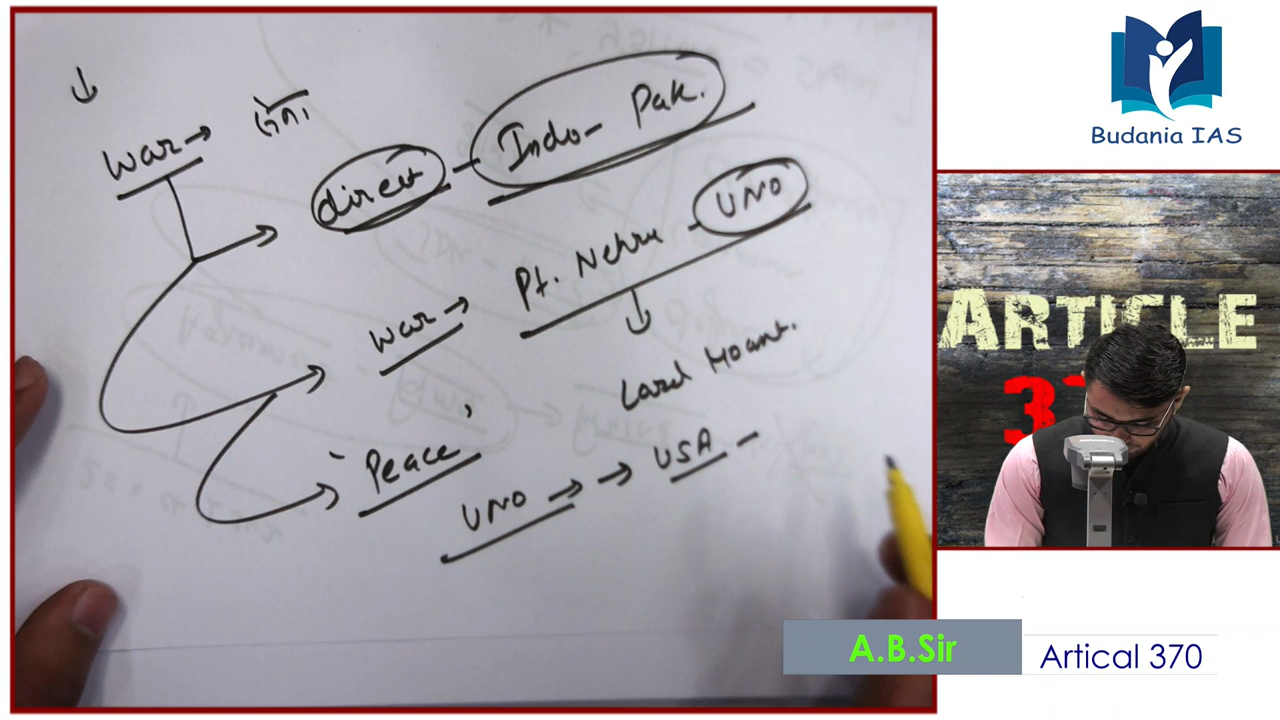 War →
direct - Indo- Pak.
War → Pt. Nehru - UNO
Lord Mount.
Peace,
UNO → → USA -
Budania IAS
ARTICLE
3
A.B.Sir
Artical 370